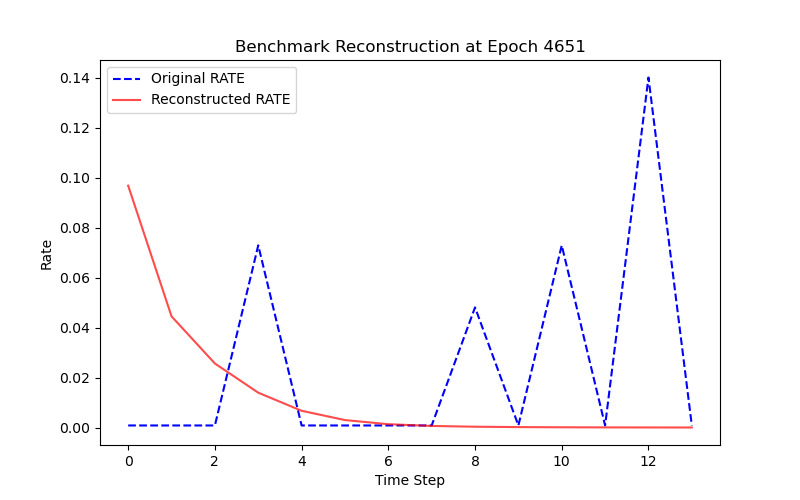 Benchmark Reconstruction at Epoch 4651
Original RATE
Reconstructed RATE
0.14
0.12
0.10
0.08
0.06
0.04
0.02
0.00
Rate
0 2 4 6 8 10 12
Time Step